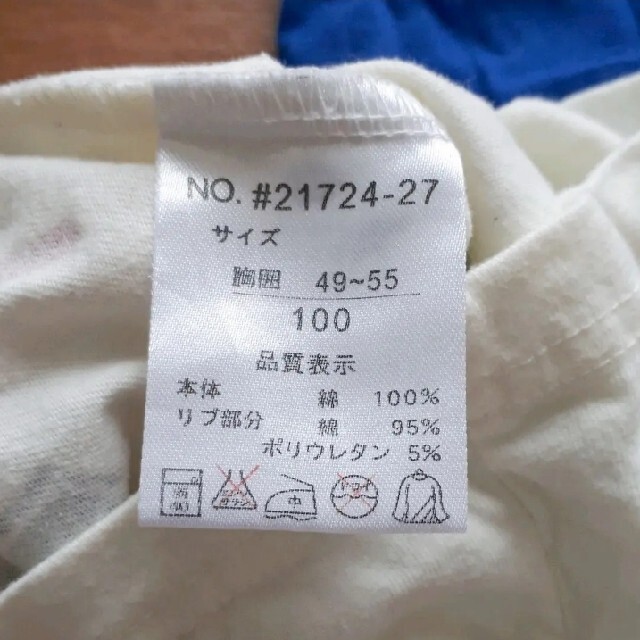 NO. #21724-27
サイズ
胸囲 49~55
100
品質表示
本体 綿 100%
リブ部分 綿 95%
ポリウレタン 5%